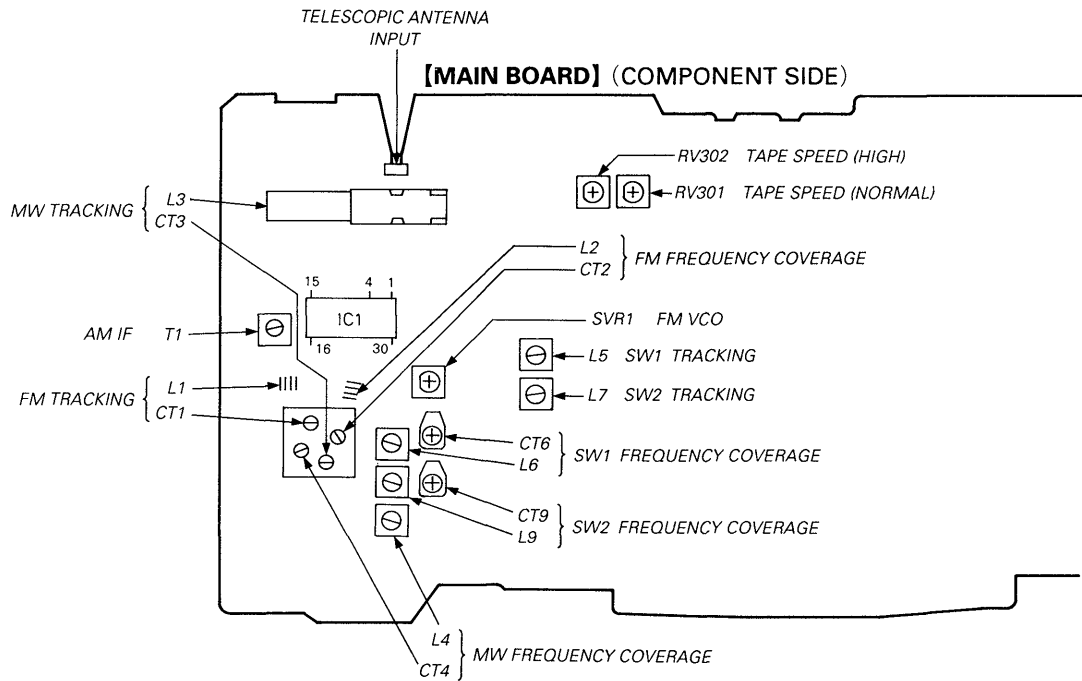 TELESCOPIC ANTENNA
INPUT
【MAIN BOARD】 (COMPONENT SIDE)
RV302 TAPE SPEED (HIGH)
RV301 TAPE SPEED (NORMAL)
MW TRACKING { L3
CT3
L2
CT2 } FM FREQUENCY COVERAGE
15 4 1
IC1
16 30
AM IF T1
SVR1 FM VCO
L5 SW1 TRACKING
L7 SW2 TRACKING
FM TRACKING { L1
CT1
CT6
L6 } SW1 FREQUENCY COVERAGE
CT9
L9 } SW2 FREQUENCY COVERAGE
L4
CT4 } MW FREQUENCY COVERAGE